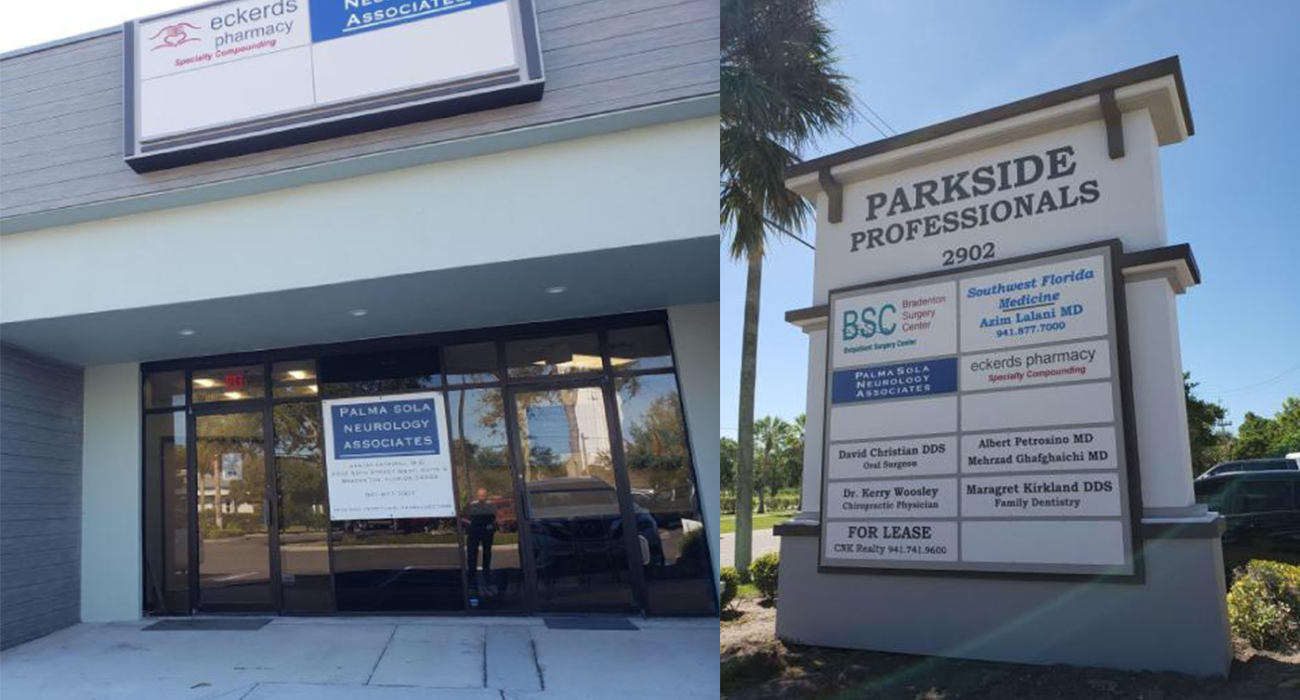 eckerds
pharmacy
Specialty Compounding
ASSOCIATES
PALMA SOLA
NEUROLOGY
ASSOCIATES
PARKSIDE
PROFESSIONALS
2902
BSC
Bradenton
Surgery
Center
Outpatient Surgery Center
Southwest Florida
Medicine
Azim Lalani MD
941.877.7000
PALMA SOLA
NEUROLOGY
ASSOCIATES
eckerds pharmacy
Specialty Compounding
David Christian DDS
Oral Surgeon
Albert Petrosino MD
Mehrzad Ghafghaichi MD
Dr. Kerry Woosley
Chiropractic Physician
Maragret Kirkland DDS
Family Dentistry
FOR LEASE
CNK Realty 941.741.9600